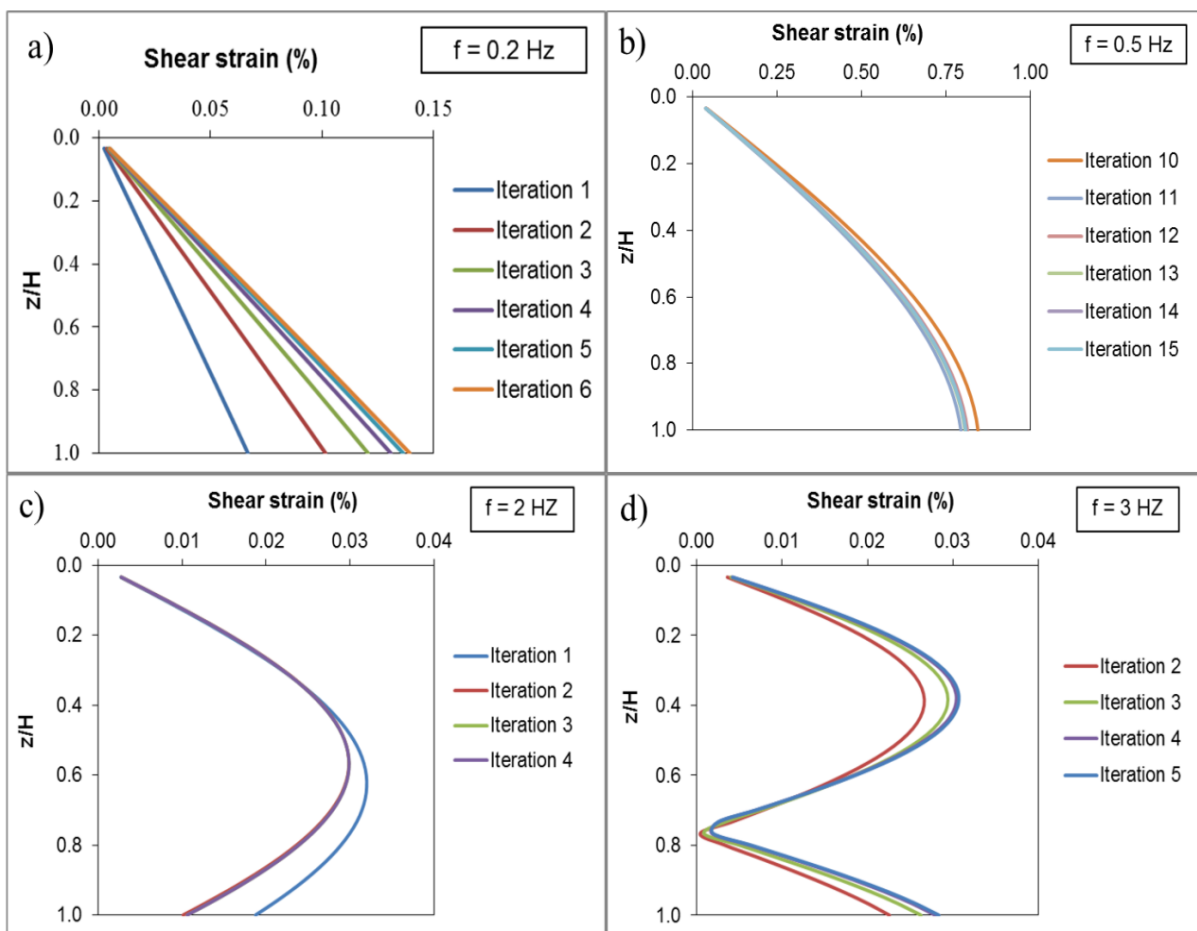 a)
f = 0.2 Hz
Shear strain (%)
0.00 0.05 0.10 0.15
0.0
0.2
0.4
0.6
0.8
1.0
z/H
Iteration 1
Iteration 2
Iteration 3
Iteration 4
Iteration 5
Iteration 6
b)
Shear strain (%)
f = 0.5 Hz
0.00 0.25 0.50 0.75 1.00
0.0
0.2
0.4
0.6
0.8
1.0
z/H
Iteration 10
Iteration 11
Iteration 12
Iteration 13
Iteration 14
Iteration 15
c)
Shear strain (%)
f = 2 HZ
0.00 0.01 0.02 0.03 0.04
0.0
0.2
0.4
0.6
0.8
1.0
z/H
Iteration 1
Iteration 2
Iteration 3
Iteration 4
d)
Shear strain (%)
f = 3 HZ
0.00 0.01 0.02 0.03 0.04
0.0
0.2
0.4
0.6
0.8
1.0
z/H
Iteration 2
Iteration 3
Iteration 4
Iteration 5